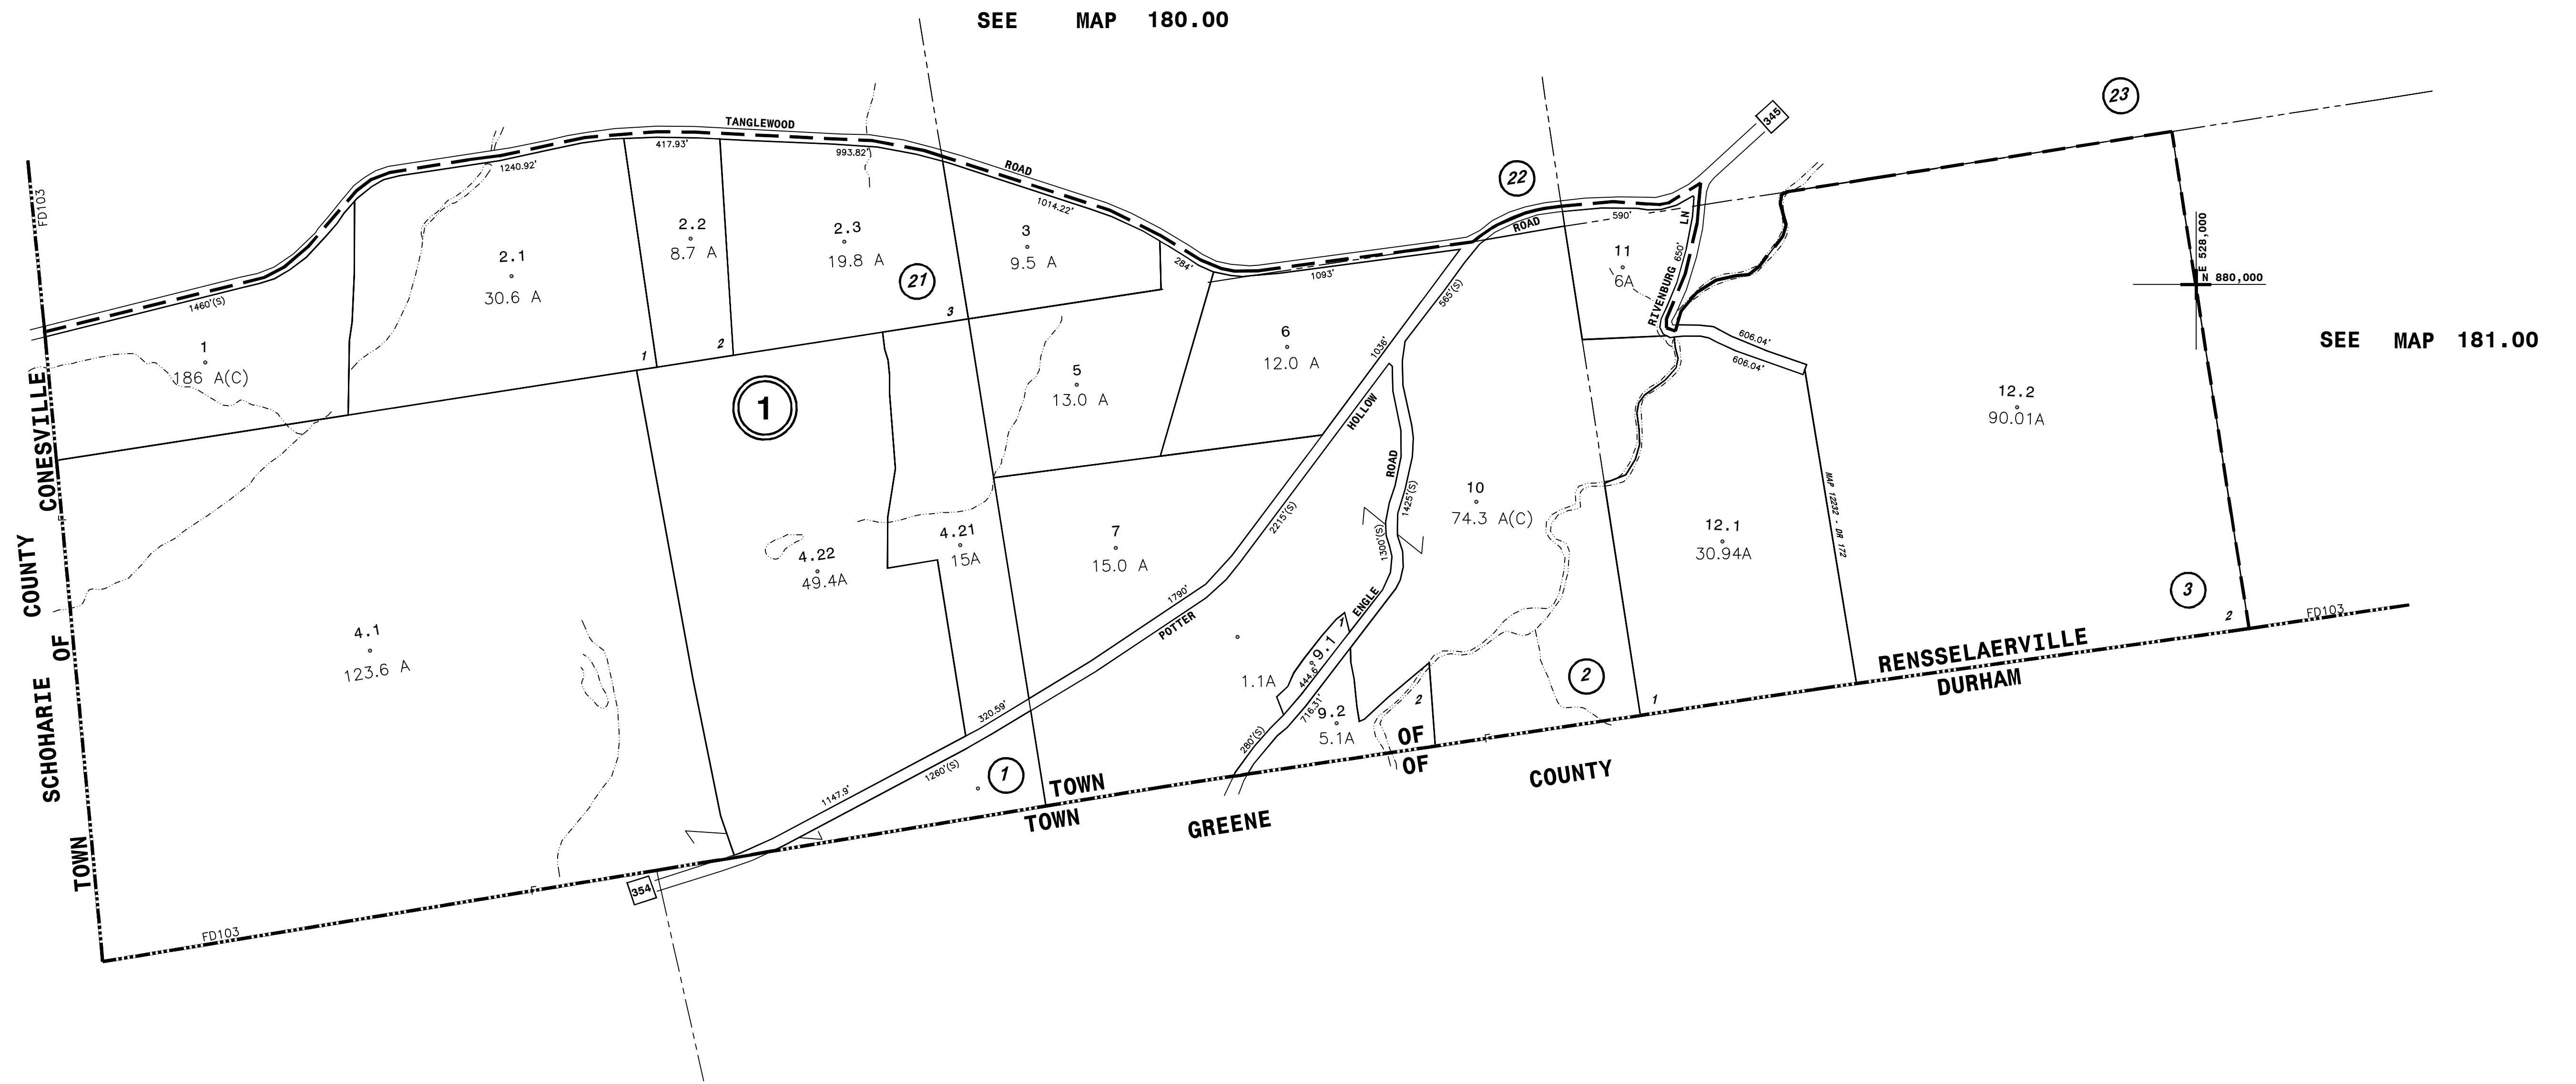 SEE MAP 180.00
23
345
TANGLEWOOD
417.93'
993.82'
1240.92'
ROAD
1014.22'
22
FD103
2.2
8.7 A
2.3
19.8 A
3
9.5 A
ROAD
590'
LN
11
6A
650'
RIVENBURG
E 528,000
N 880,000
2.1
30.6 A
21
284'
1093'
565'(S)
1460'(S)
3
1
186 A(C)
1
2
6
12.0 A
1036'
606.04'
606.04'
SEE MAP 181.00
5
13.0 A
1
HOLLOW
12.2
90.01A
SCHOHARIE COUNTY
TOWN OF CONESVILLE
F
ROAD
1425'(S)
1300'(S)
10
74.3 A(C)
MAP 12232 - DR 172
4.21
15A
7
15.0 A
2215'(S)
12.1
30.94A
4.22
49.4A
1790'
POTTER
ENGLE
3
2
FD103
4.1
123.6 A
9.1
1
444.6'
1.1A
2
RENSSELAERVILLE
DURHAM
320.59'
716.31'
9.2
5.1A
2
1
280'(S)
OF
OF
F
1260'(S)
1
1147.9'
TOWN
TOWN
GREENE
COUNTY
354
F
FD103